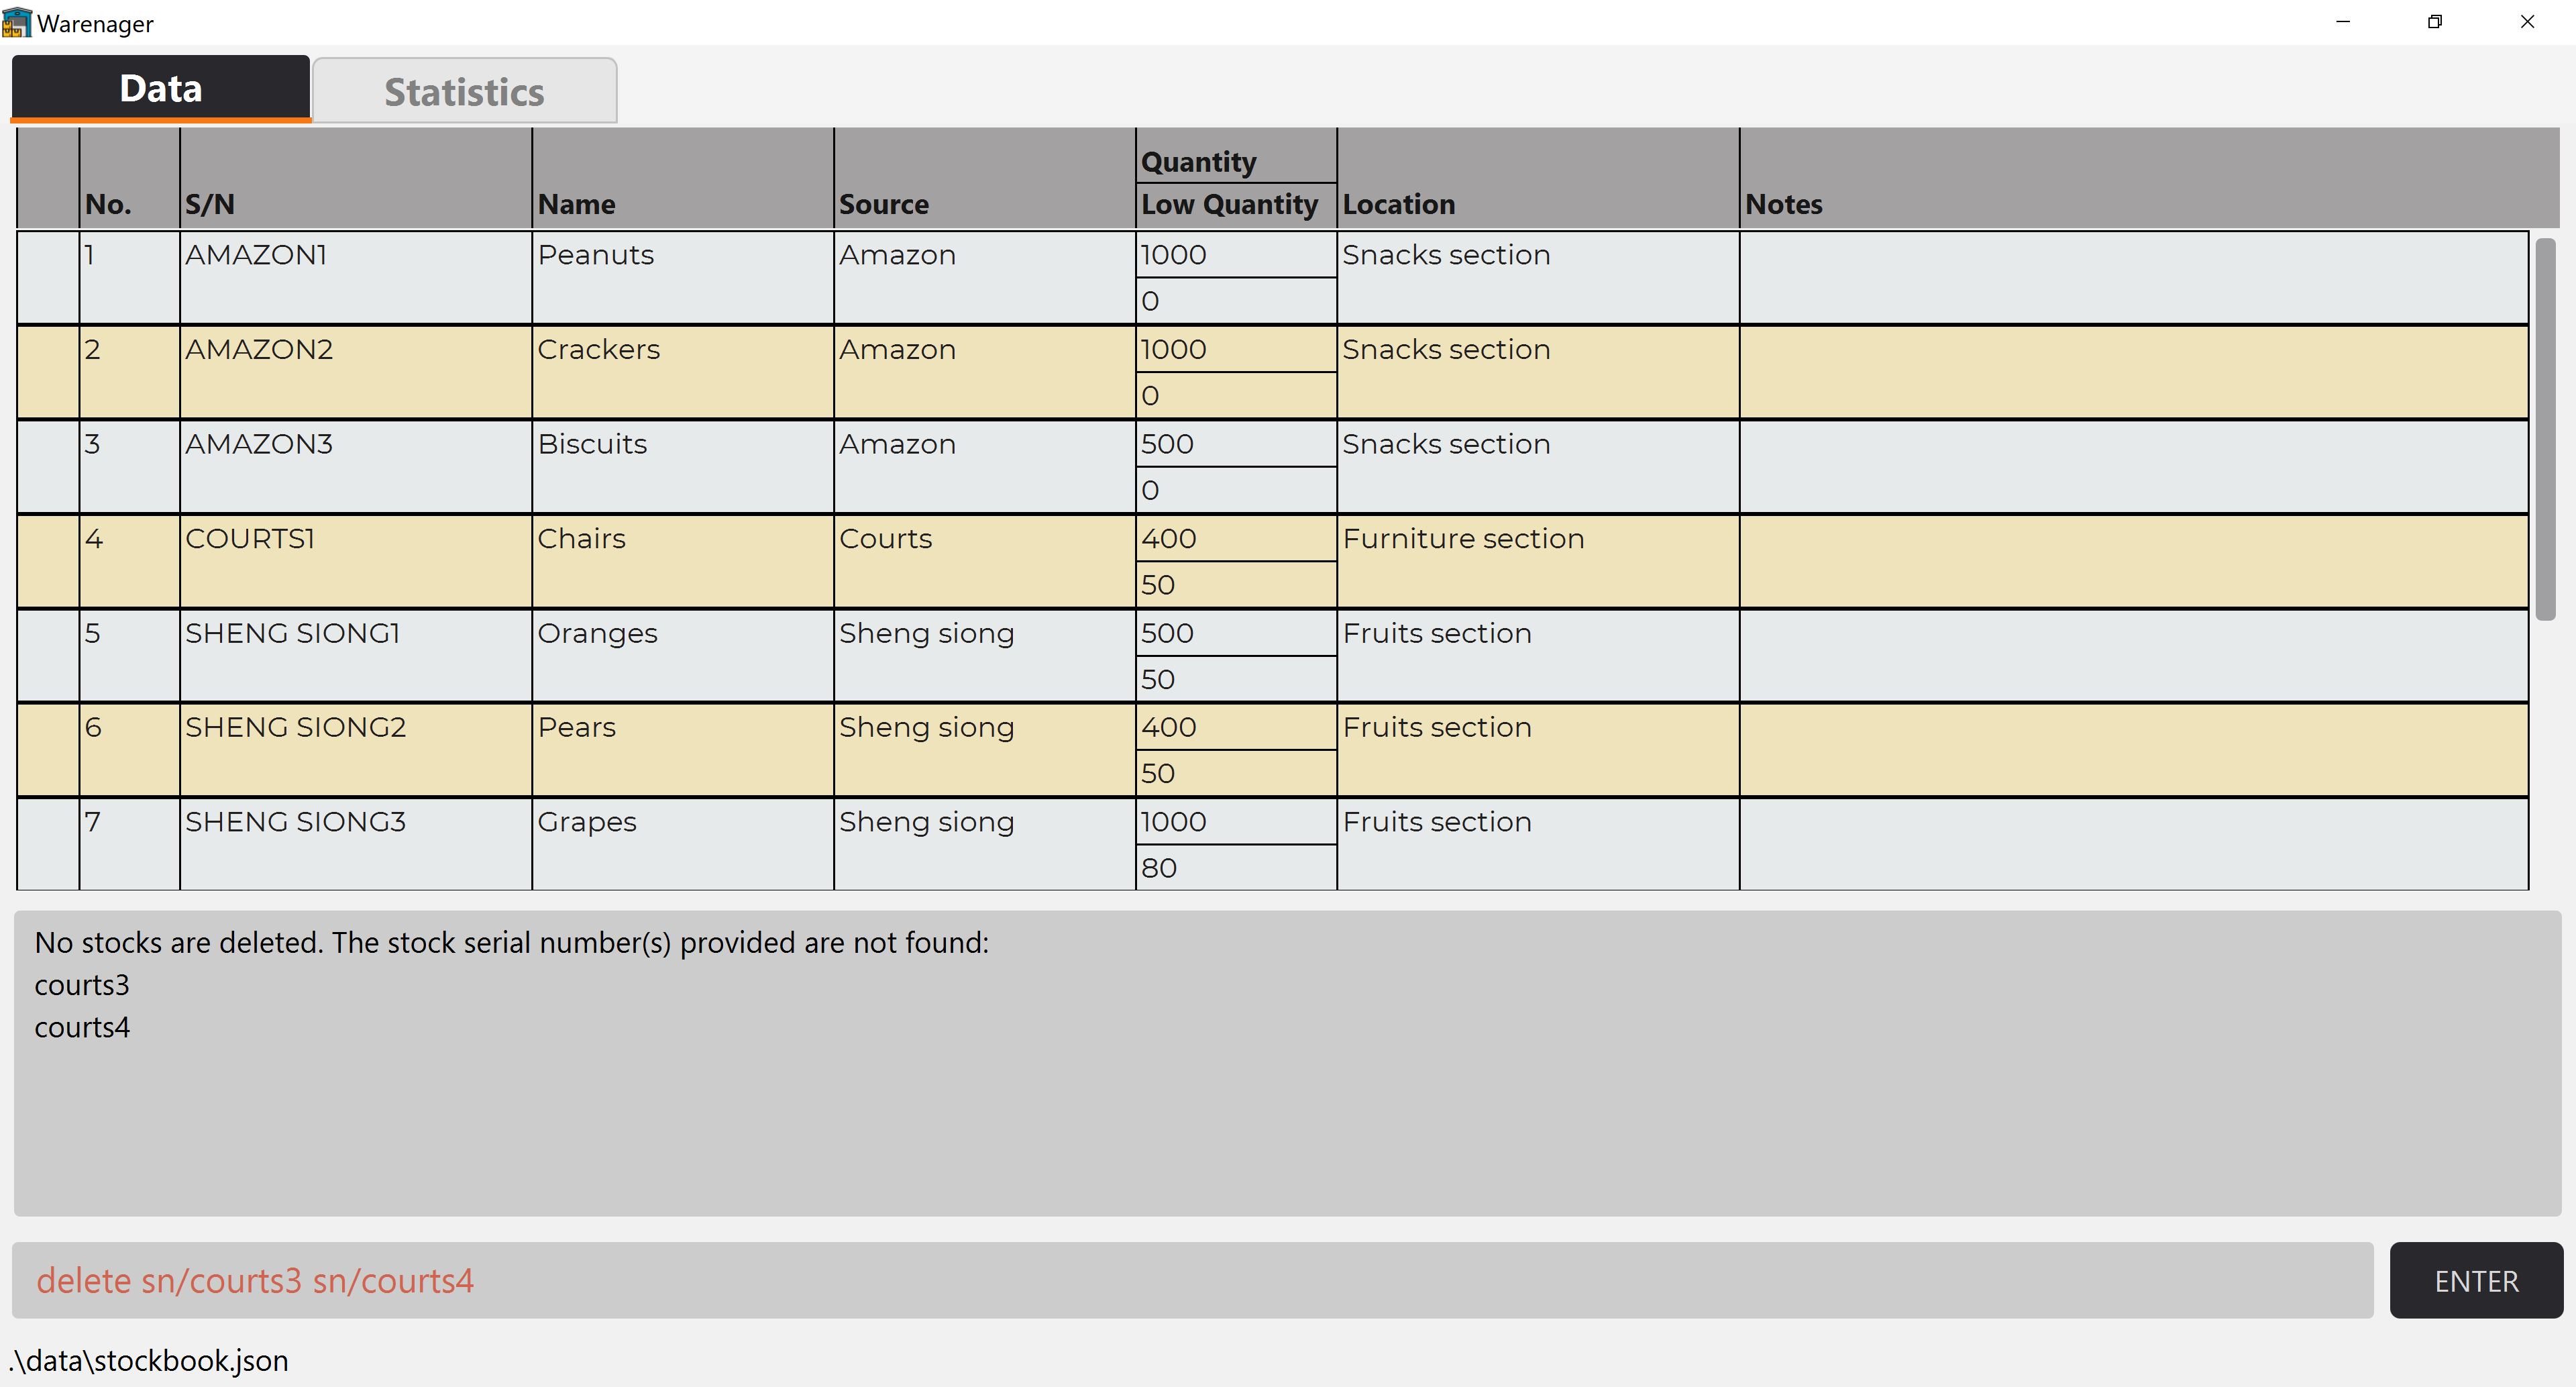 Warenager
Data
Statistics
No. S/N Name Source Quantity Low Quantity Location Notes
1 AMAZON1 Peanuts Amazon 1000 Snacks section
0
2 AMAZON2 Crackers Amazon 1000 Snacks section
0
3 AMAZON3 Biscuits Amazon 500 Snacks section
0
4 COURTS1 Chairs Courts 400 Furniture section
50
5 SHENG SIONG1 Oranges Sheng siong 500 Fruits section
50
6 SHENG SIONG2 Pears Sheng siong 400 Fruits section
50
7 SHENG SIONG3 Grapes Sheng siong 1000 Fruits section
80
No stocks are deleted. The stock serial number(s) provided are not found:
courts3
courts4
delete sn/courts3 sn/courts4
ENTER
.\data\stockbook.json